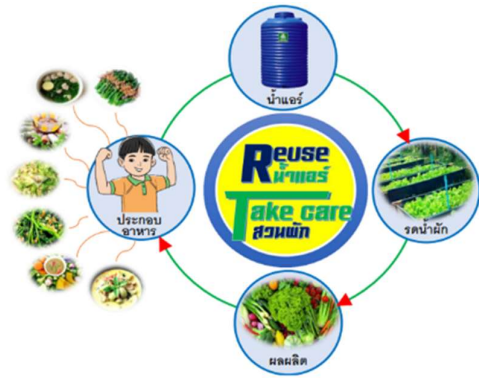 น้ำแอร์
Reuse
น้ำแอร์
Take care
สวนผัก
ประกอบ
อาหาร
รดน้ำผัก
ผลผลิต